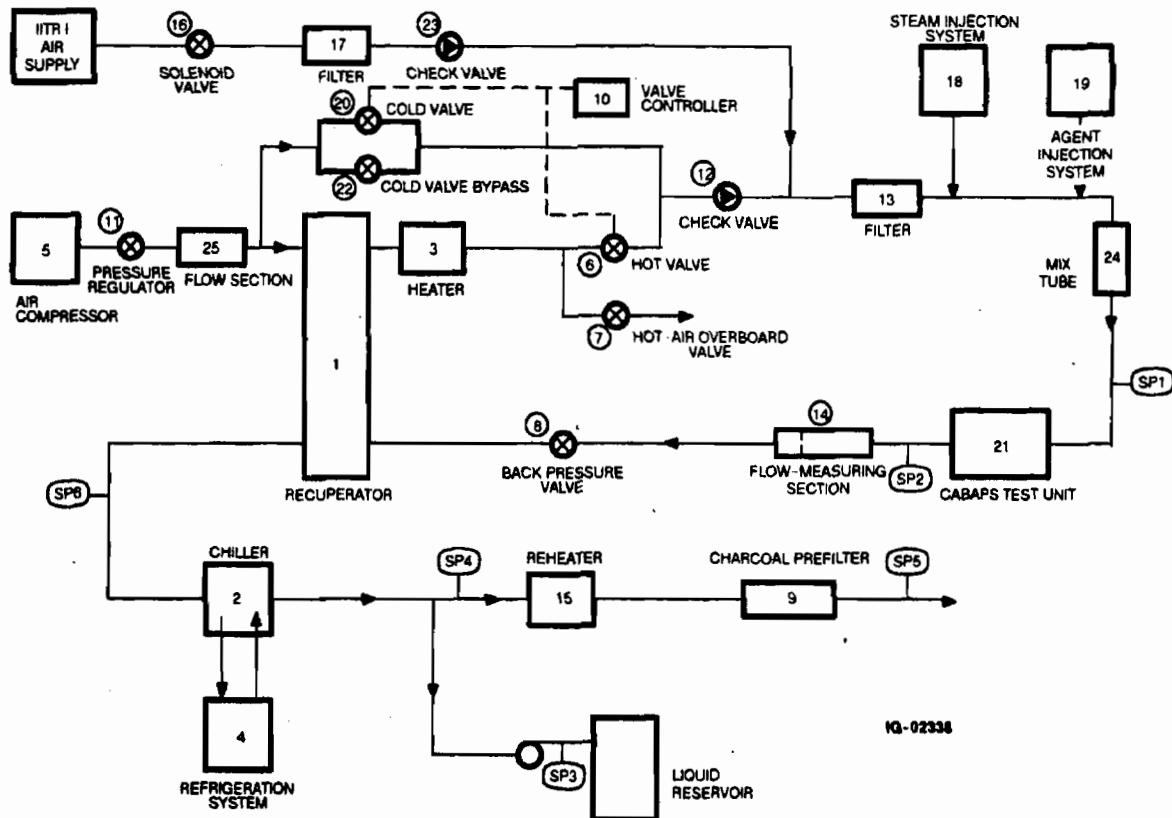 IITR I
AIR
SUPPLY
16
SOLENOID
VALVE
17
FILTER
23
CHECK VALVE
STEAM INJECTION
SYSTEM
18
19
AGENT
INJECTION
SYSTEM
20
COLD VALVE
10
VALVE
CONTROLLER
22
COLD VALVE BYPASS
12
CHECK VALVE
13
FILTER
24
MIX
TUBE
5
AIR
COMPRESSOR
11
PRESSURE
REGULATOR
25
FLOW SECTION
1
RECUPERATOR
3
HEATER
6
HOT VALVE
7
HOT-AIR OVERBOARD
VALVE
SP1
8
BACK PRESSURE
VALVE
14
FLOW-MEASURING
SECTION
SP2
21
CABAPS TEST UNIT
SP6
CHILLER
2
SP4
REHEATER
15
CHARCOAL PREFILTER
9
SP5
4
REFRIGERATION
SYSTEM
SP3
LIQUID
RESERVOIR
IG-02338